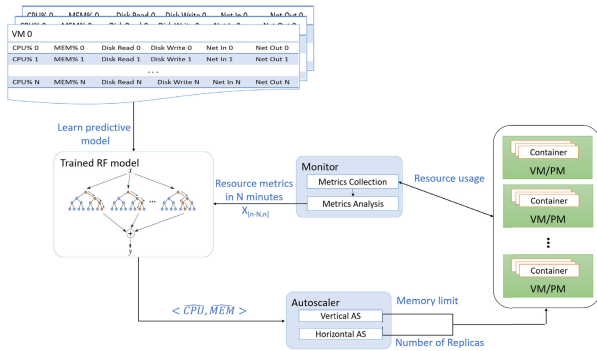 CPU% 0 MEM% 0 Disk Read 0 Disk Write 0 Net In 0 Net Out 0
VM 0
CPU% 0 MEM% 0 Disk Read 0 Disk Write 0 Net In 0 Net Out 0
CPU% 1 MEM% 1 Disk Read 1 Disk Write 1 Net In 1 Net Out 1
...
CPU% N MEM% N Disk Read N Disk Write N Net In N Net Out N
Learn predictive
model
Trained RF model
x
...
+
y
Resource metrics
in N minutes
X[n-N,n]
Monitor
Metrics Collection
Metrics Analysis
Resource usage
Container
VM/PM
Container
VM/PM
Container
VM/PM
< \widehat{CPU}, \widehat{MEM} >
Autoscaler
Vertical AS
Horizontal AS
Memory limit
Number of Replicas